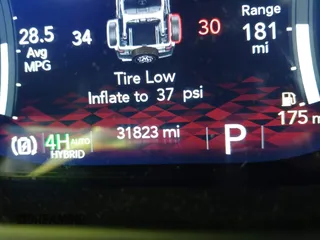 28.5
Avg
MPG
34
30
Range
181
mi
Tire Low
Inflate to 37 psi
175 m
4H AUTO
HYBRID
31823 mi
P